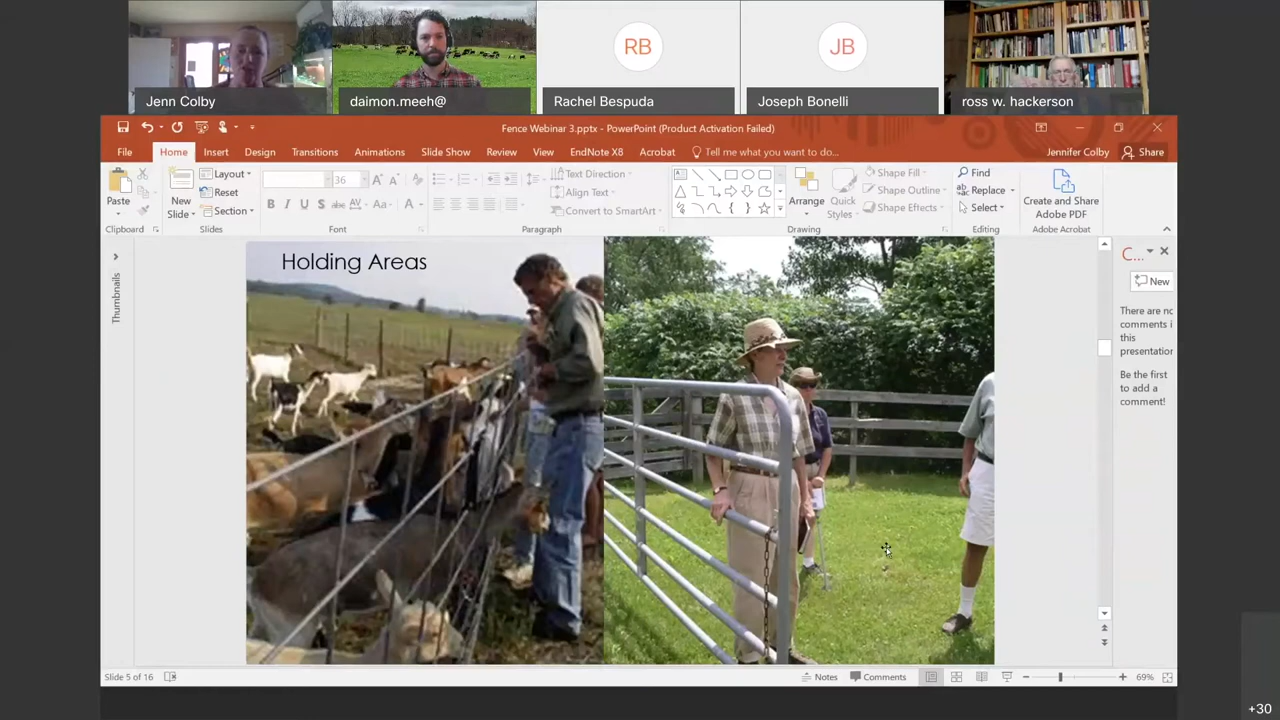 RB
JB
Jenn Colby
daimon.meeh@
Rachel Bespuda
Joseph Bonelli
ross w. hackerson
Fence Webinar 3.pptx - PowerPoint (Product Activation Failed)
File Home Insert Design Transitions Animations Slide Show Review View EndNote X8 Acrobat Tell me what you want to do... Jennifer Colby Share
Paste
Clipboard
New Slide
Layout
Reset
Section
Slides
36
B I U S abc AV Aa A
Font
Text Direction
Align Text
Convert to SmartArt
Paragraph
Arrange
Quick Styles
Shape Fill
Shape Outline
Shape Effects
Drawing
Find
Replace
Select
Editing
Create and Share
Adobe PDF
Adobe Acrobat
Thumbnails
Holding Areas
C...
New
There are no
comments i
this
presentation
Be the first
to add a
comment!
Slide 5 of 16
Notes Comments 69%
+30